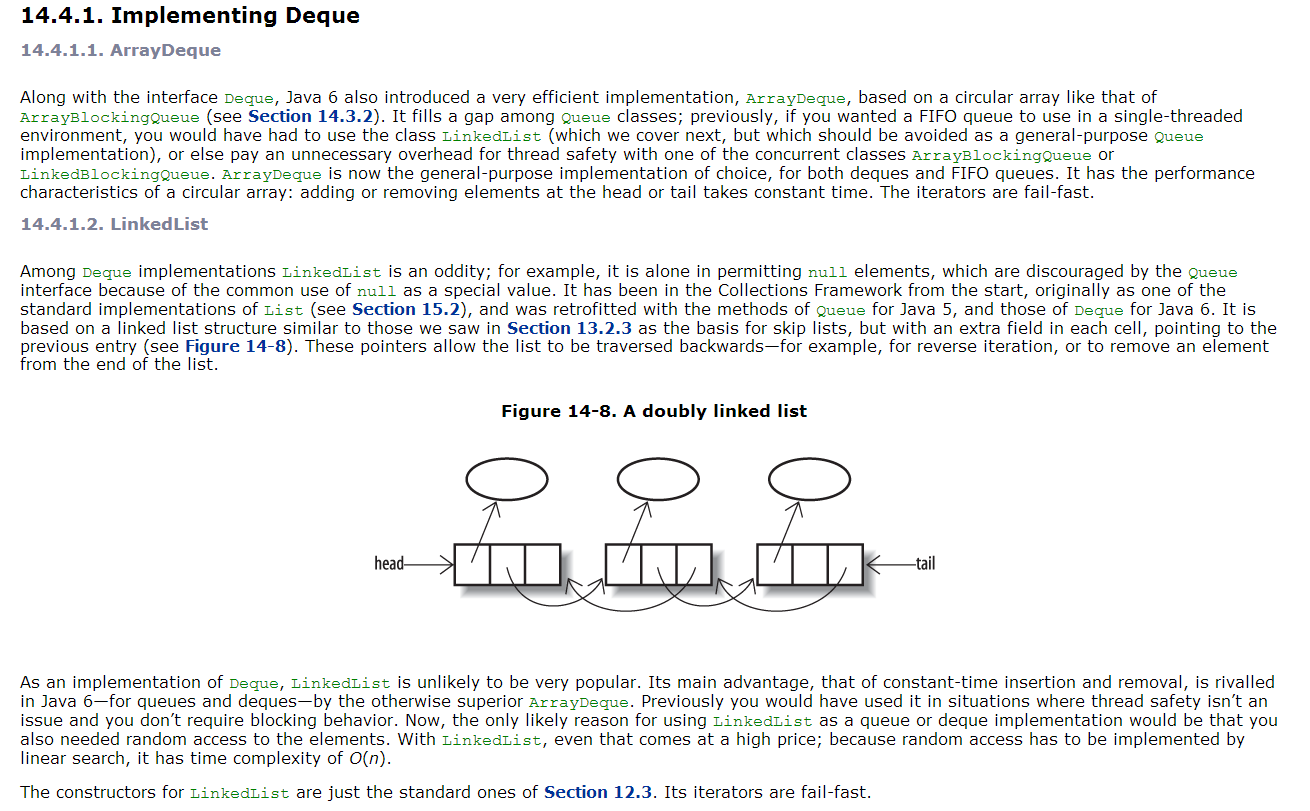 14.4.1. Implementing Deque
14.4.1.1. ArrayDeque
Along with the interface Deque, Java 6 also introduced a very efficient implementation, ArrayDeque, based on a circular array like that of
ArrayBlockingQueue (see Section 14.3.2). It fills a gap among Queue classes; previously, if you wanted a FIFO queue to use in a single-threaded
environment, you would have had to use the class LinkedList (which we cover next, but which should be avoided as a general-purpose Queue
implementation), or else pay an unnecessary overhead for thread safety with one of the concurrent classes ArrayBlockingQueue or
LinkedBlockingQueue. ArrayDeque is now the general-purpose implementation of choice, for both deques and FIFO queues. It has the performance
characteristics of a circular array: adding or removing elements at the head or tail takes constant time. The iterators are fail-fast.
14.4.1.2. LinkedList
Among Deque implementations LinkedList is an oddity; for example, it is alone in permitting null elements, which are discouraged by the Queue
interface because of the common use of null as a special value. It has been in the Collections Framework from the start, originally as one of the
standard implementations of List (see Section 15.2), and was retrofitted with the methods of Queue for Java 5, and those of Deque for Java 6. It is
based on a linked list structure similar to those we saw in Section 13.2.3 as the basis for skip lists, but with an extra field in each cell, pointing to the
previous entry (see Figure 14-8). These pointers allow the list to be traversed backwards—for example, for reverse iteration, or to remove an element
from the end of the list.
Figure 14-8. A doubly linked list
head
tail
As an implementation of Deque, LinkedList is unlikely to be very popular. Its main advantage, that of constant-time insertion and removal, is rivalled
in Java 6—for queues and deques—by the otherwise superior ArrayDeque. Previously you would have used it in situations where thread safety isn't an
issue and you don't require blocking behavior. Now, the only likely reason for using LinkedList as a queue or deque implementation would be that you
also needed random access to the elements. With LinkedList, even that comes at a high price; because random access has to be implemented by
linear search, it has time complexity of O(n).
The constructors for LinkedList are just the standard ones of Section 12.3. Its iterators are fail-fast.